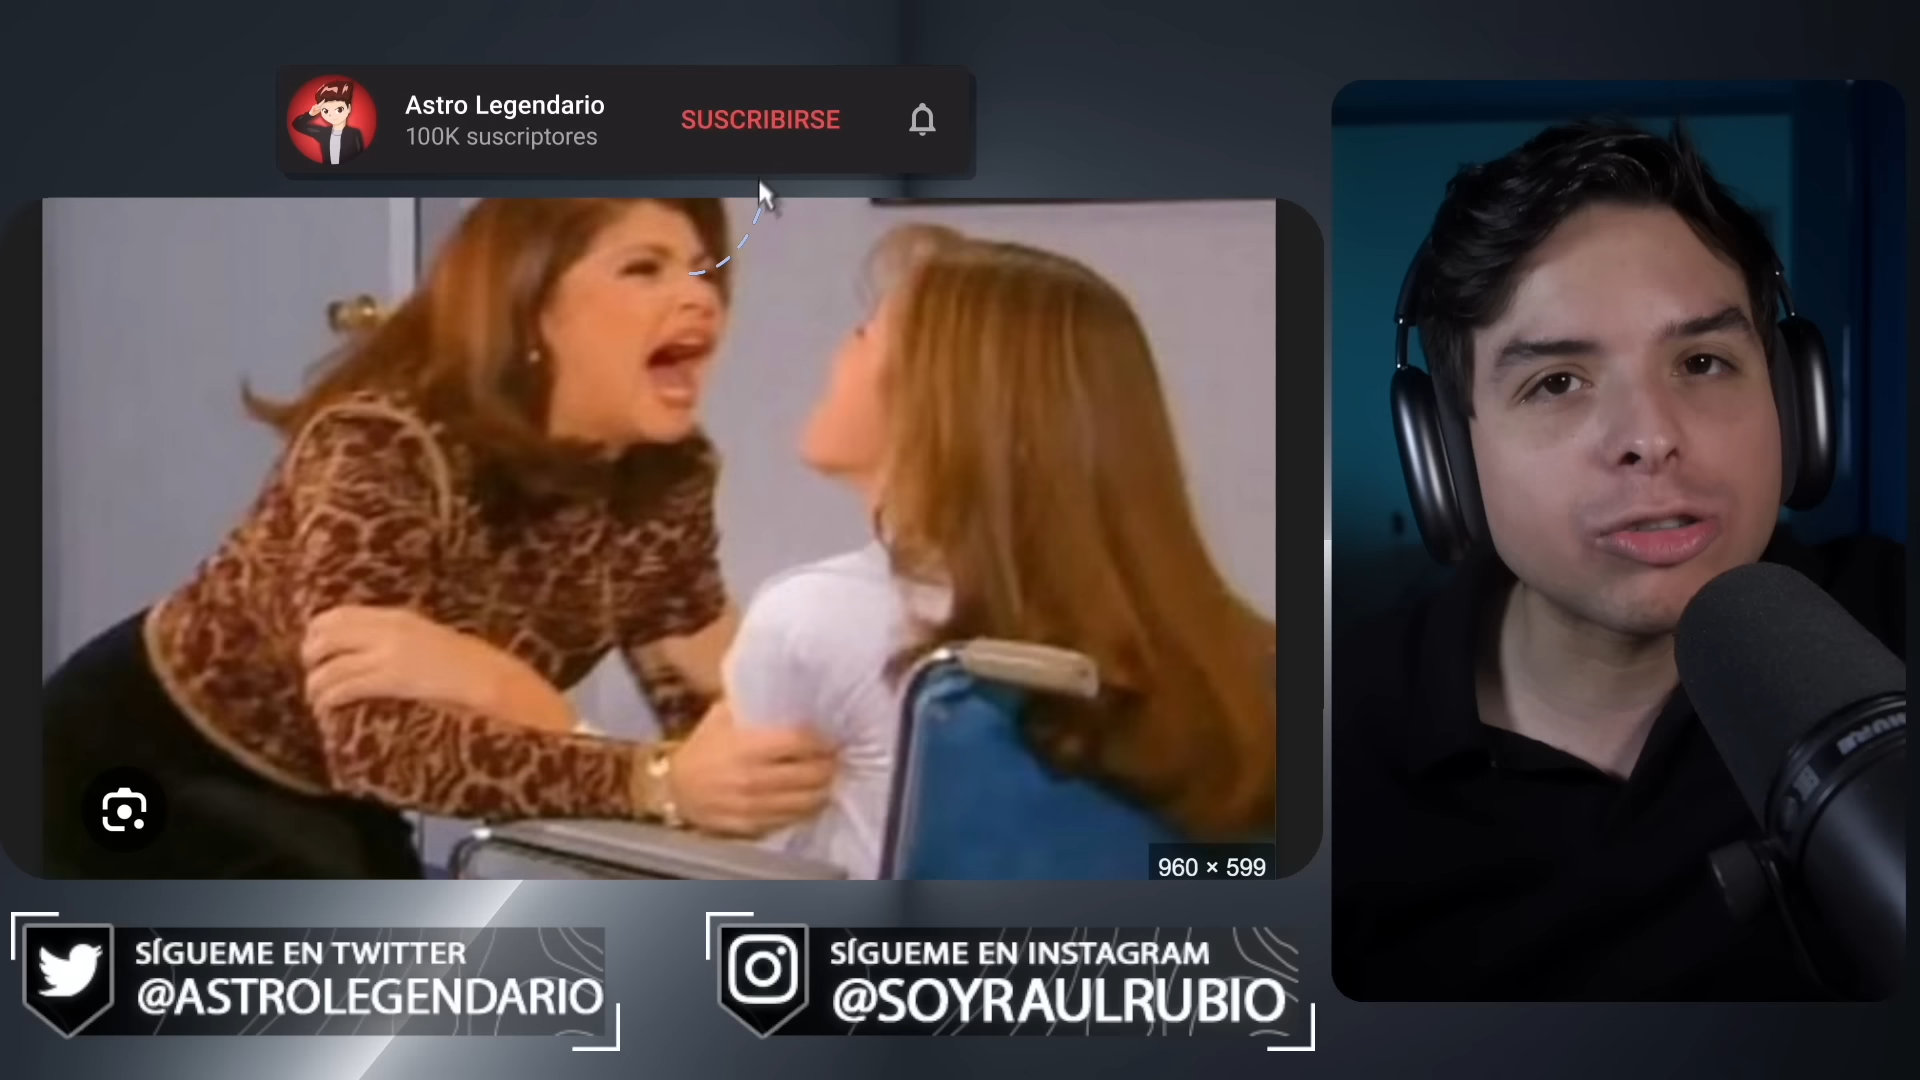 Astro Legendario
100K suscriptores
SUSCRIBIRSE
960 × 599
SÍGUEME EN TWITTER
@ASTROLEGENDARIO
SÍGUEME EN INSTAGRAM
@SOYRAULRUBIO